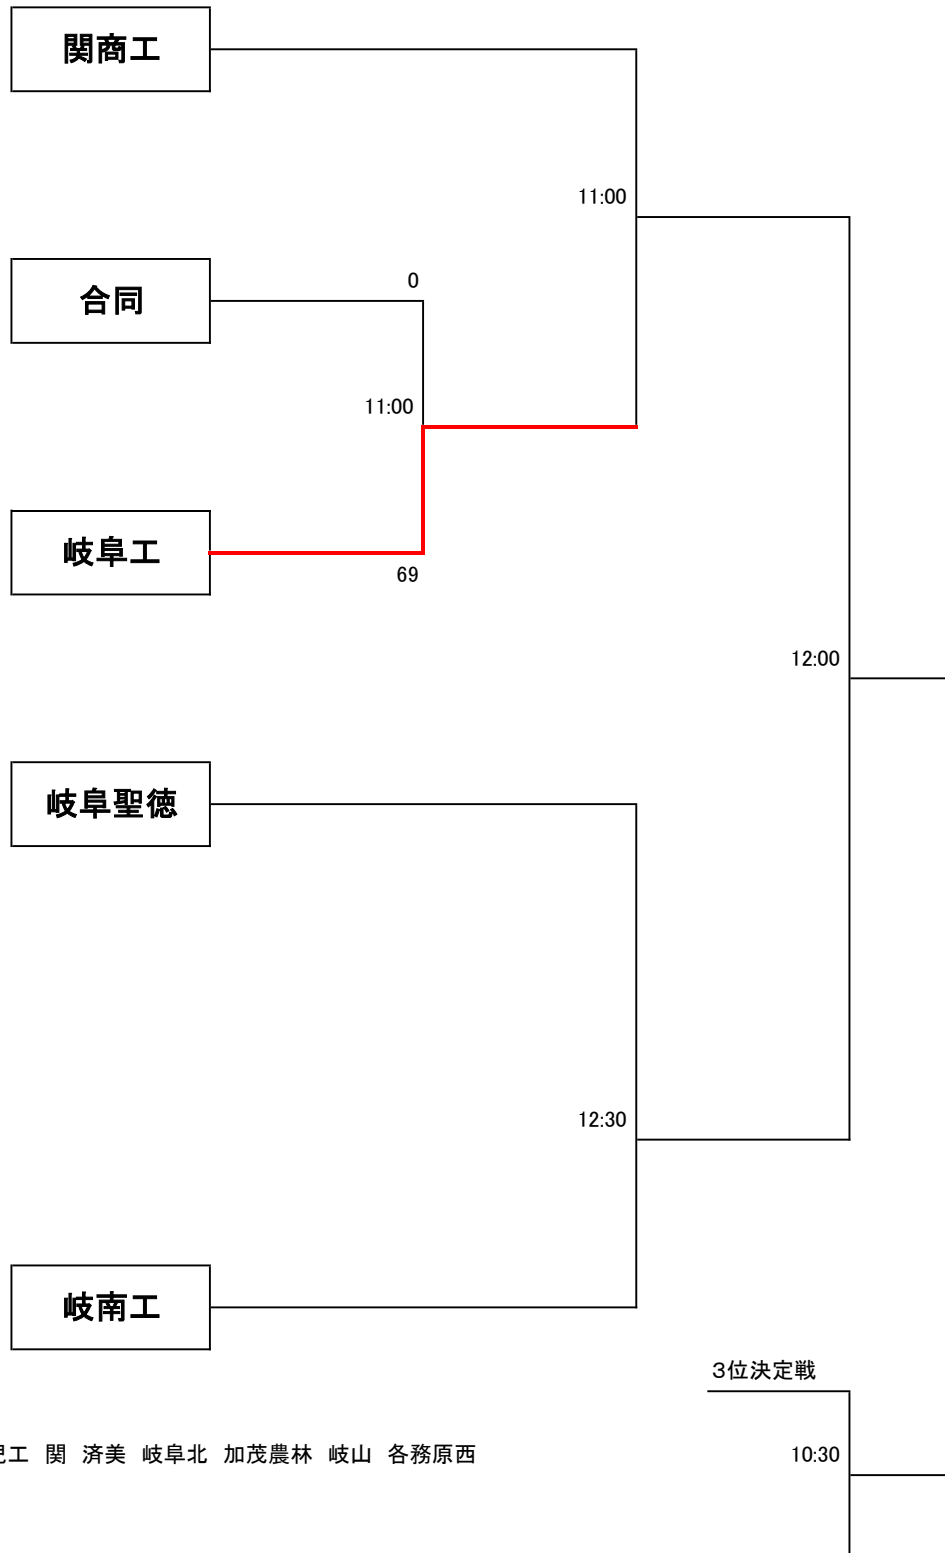 関商工
11:00
0
合同
11:00
岐阜工
69
12:00
岐阜聖徳
12:30
岐南工
3位決定戦
工 関 済美 岐阜北 加茂農林 岐山 各務原西
10:30